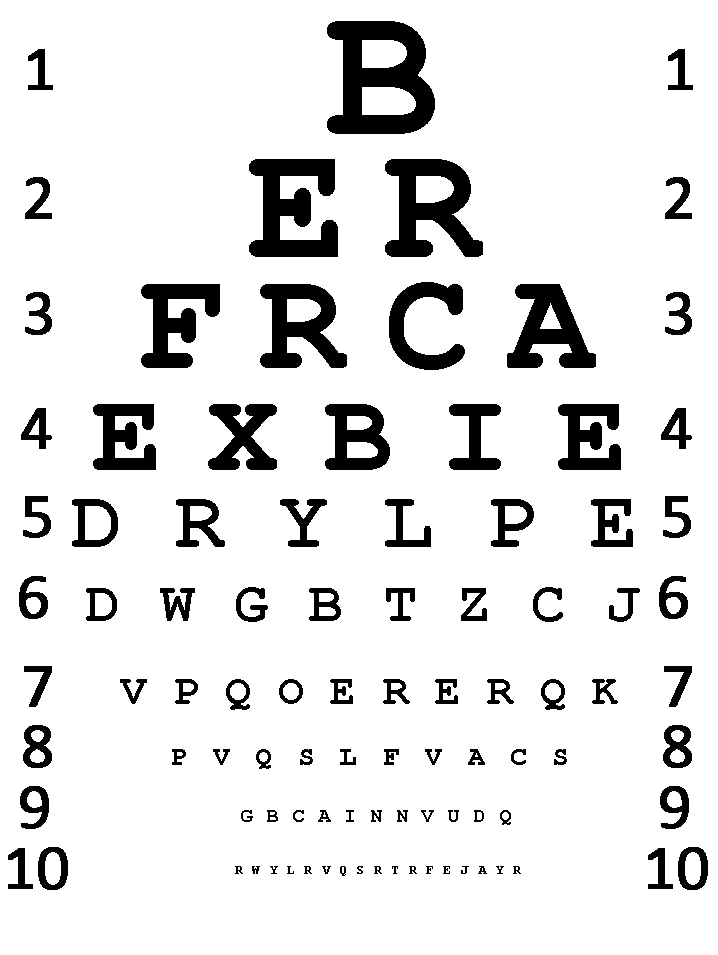 1 B 1
2 E R 2
3 F R C A 3
4 E X B I E 4
5 D R Y L P E 5
6 D W G B T Z C J 6
7 V P Q O E R E R Q K 7
8 P V Q S L F V A C S 8
9 G B C A I N N V U D Q 9
10 R W Y L R V Q S R T R F E J A Y R 10